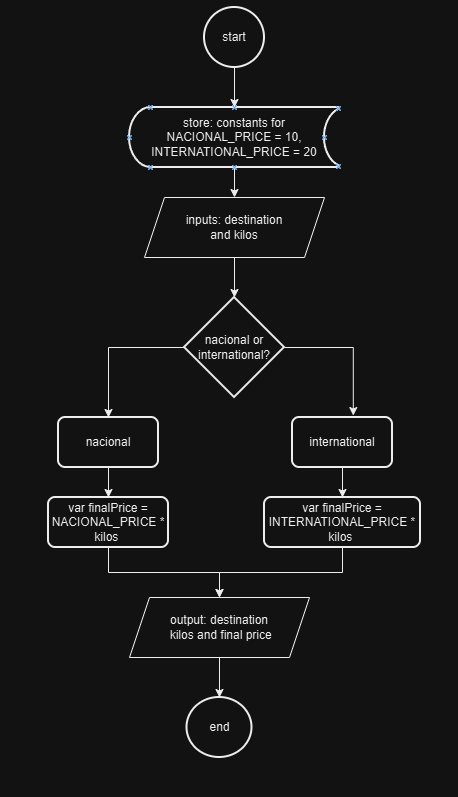 start
store: constants for
NACIONAL_PRICE = 10,
INTERNATIONAL_PRICE = 20
inputs: destination
and kilos
nacional or
international?
nacional
international
var finalPrice =
NACIONAL_PRICE *
kilos
var finalPrice =
INTERNATIONAL_PRICE *
kilos
output: destination
kilos and final price
end